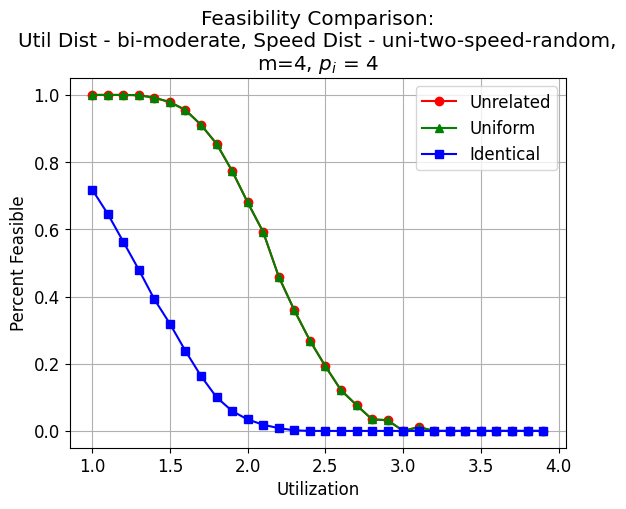 Feasibility Comparison:
Util Dist - bi-moderate, Speed Dist - uni-two-speed-random,
m=4, pᵢ = 4
Unrelated
Uniform
Identical
Percent Feasible
1.0
0.8
0.6
0.4
0.2
0.0
1.0 1.5 2.0 2.5 3.0 3.5 4.0
Utilization